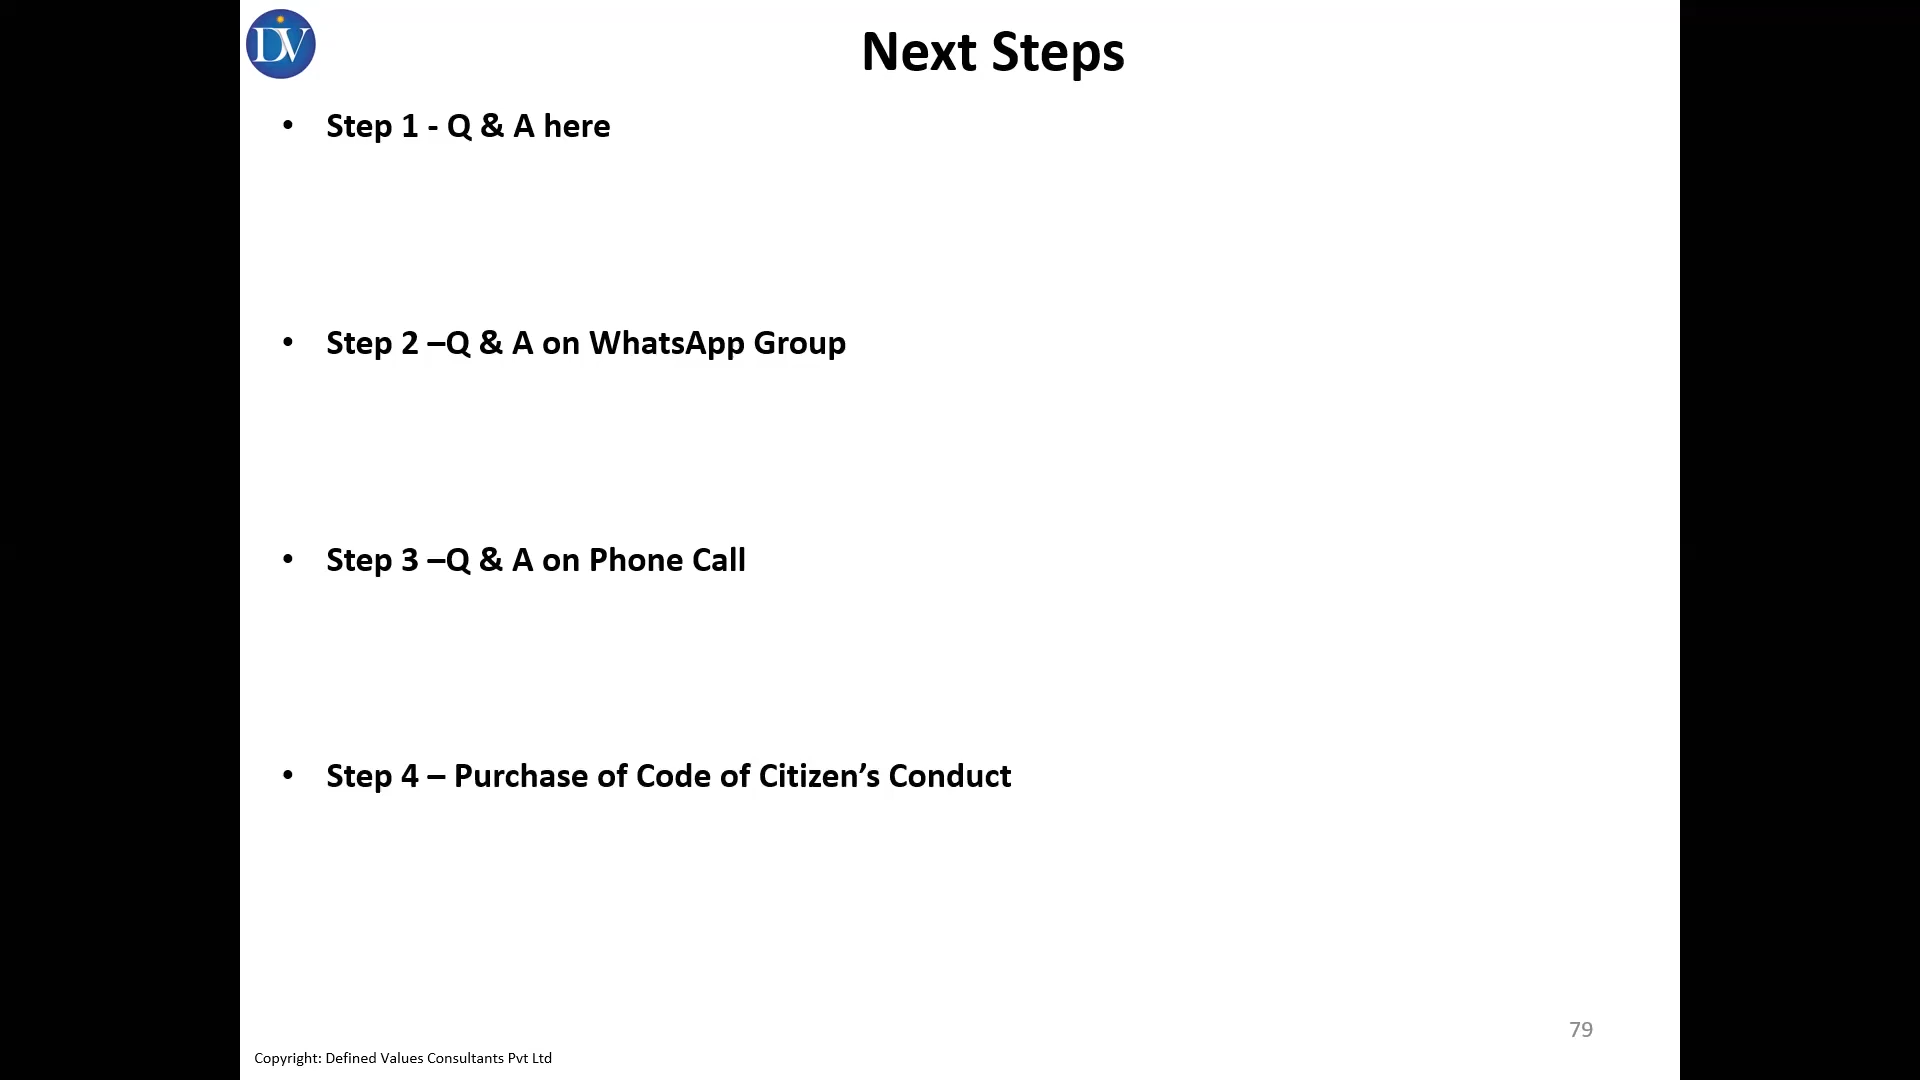 DV
Next Steps
• Step 1 - Q & A here
• Step 2 –Q & A on WhatsApp Group
• Step 3 –Q & A on Phone Call
• Step 4 – Purchase of Code of Citizen’s Conduct
79
Copyright: Defined Values Consultants Pvt Ltd